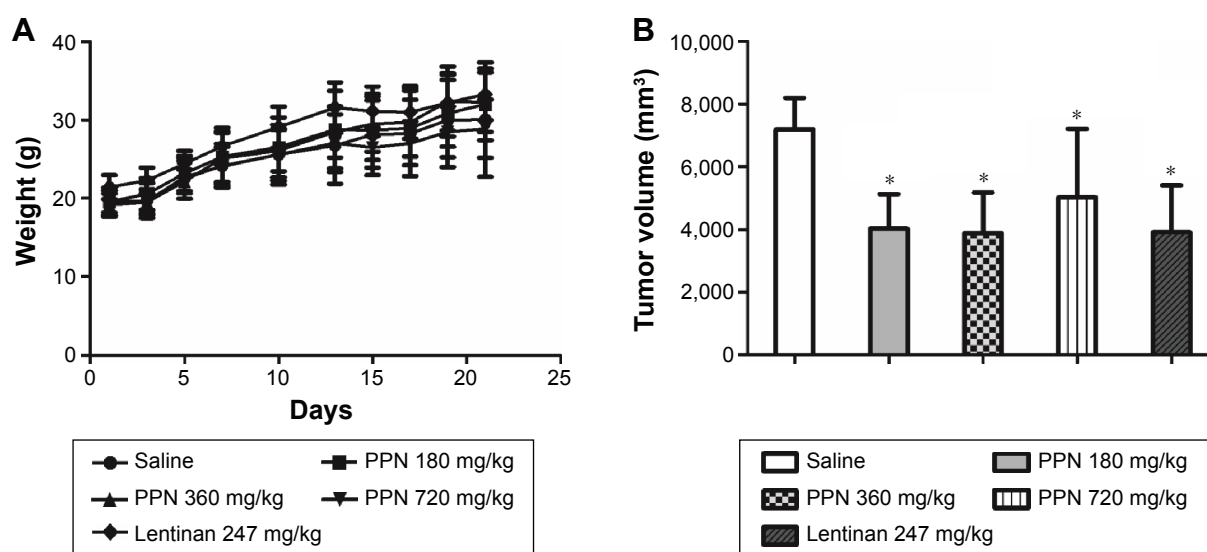 A
Weight (g)
40
30
20
10
0
0 5 10 15 20 25
Days
Saline PPN 180 mg/kg
PPN 360 mg/kg PPN 720 mg/kg
Lentinan 247 mg/kg
B
Tumor volume (mm³)
10,000
8,000
6,000
4,000
2,000
0
* * * *
Saline PPN 180 mg/kg
PPN 360 mg/kg PPN 720 mg/kg
Lentinan 247 mg/kg